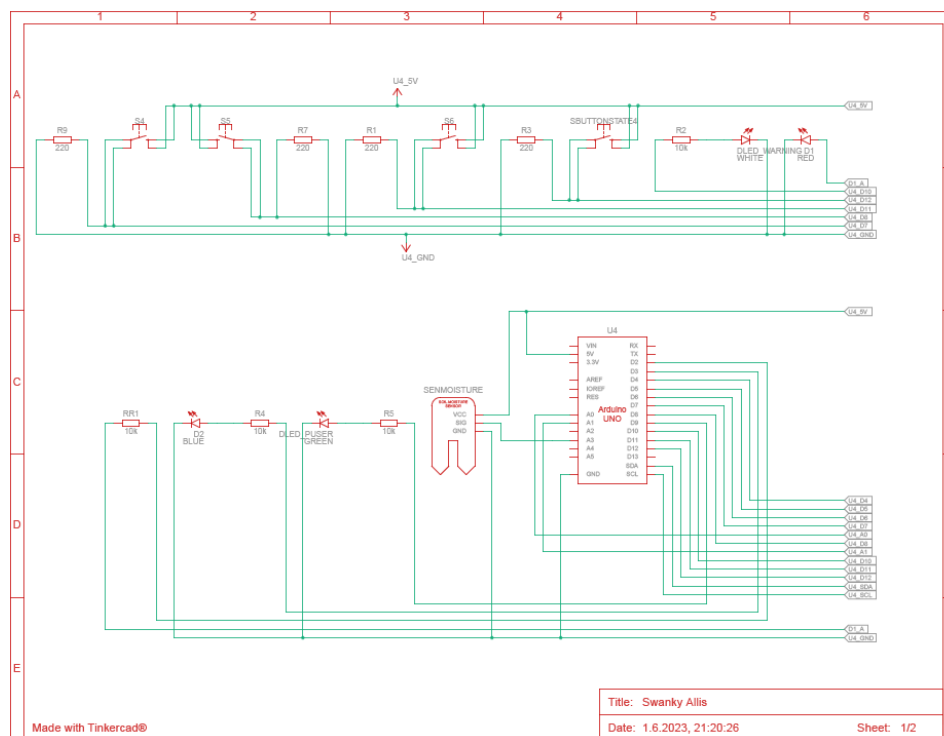 1 2 3 4 5 6
A
U4_5V
U4_5V
R9
220
S4
S5
R7
220
R1
220
S6
R3
220
SBUTTONSTATE4
R2
10k
DLED_WARNING
WHITE
D1
RED
D1_A
U4_D10
U4_D12
U4_D11
U4_D8
U4_D7
U4_GND
B
U4_GND
U4_5V
C
U4
VIN
5V
3.3V
AREF
IOREF
RES
A0
A1
A2
A3
A4
A5
GND
Arduino
UNO
RX
TX
D2
D3
D4
D5
D6
D7
D8
D9
D10
D11
D12
D13
SDA
SCL
SENMOISTURE
SOIL MOISTURE
SENSOR
VCC
SIG
GND
RR1
10k
D2
BLUE
R4
10k
DLED_PUSER
GREEN
R5
10k
D
U4_D4
U4_D5
U4_D6
U4_D7
U4_A0
U4_D8
U4_A1
U4_D10
U4_D11
U4_D12
U4_SDA
U4_SCL
D1_A
U4_GND
E
Title: Swanky Allis
Made with Tinkercad®
Date: 1.6.2023, 21:20:26
Sheet: 1/2